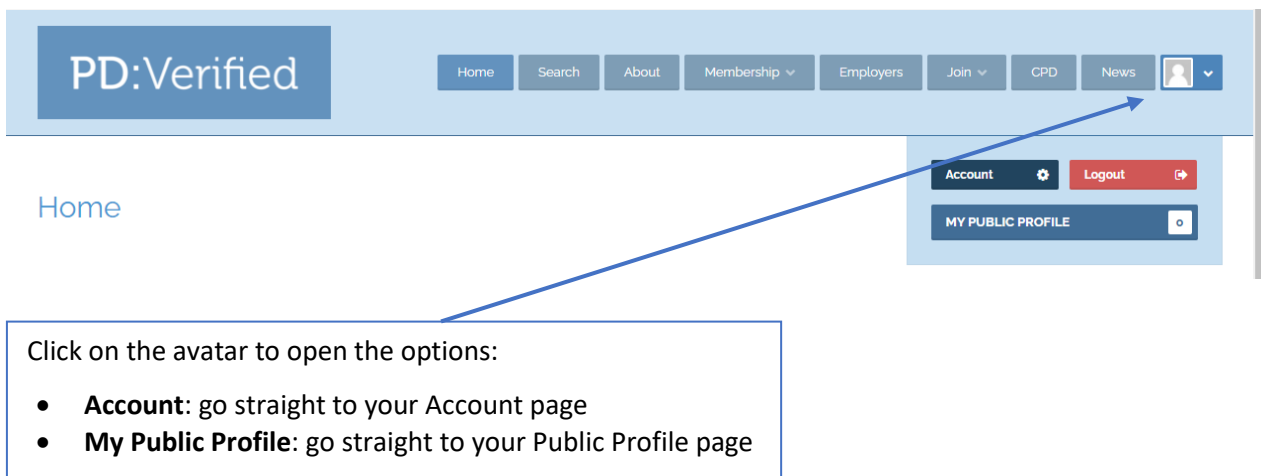 PD:Verified
Home Search About Membership Employers Join CPD News
Account Logout
Home
MY PUBLIC PROFILE 0
Click on the avatar to open the options:
• Account: go straight to your Account page
• My Public Profile: go straight to your Public Profile page